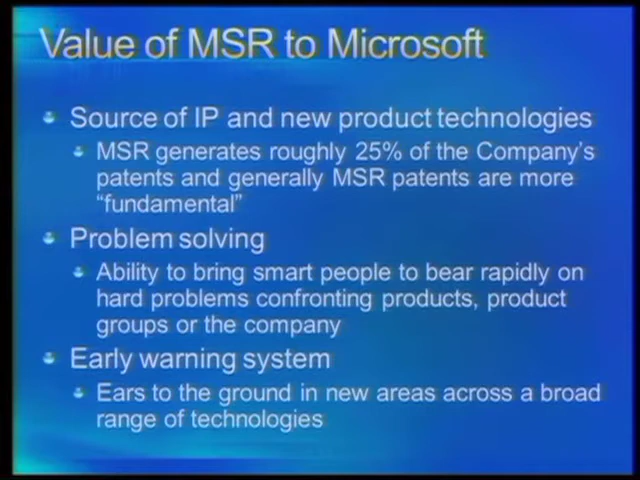 Value of MSR to Microsoft
Source of IP and new product technologies
MSR generates roughly 25% of the Company's
patents and generally MSR patents are more
"fundamental"
Problem solving
Ability to bring smart people to bear rapidly on
hard problems confronting products, product
groups or the company
Early warning system
Ears to the ground in new areas across a broad
range of technologies